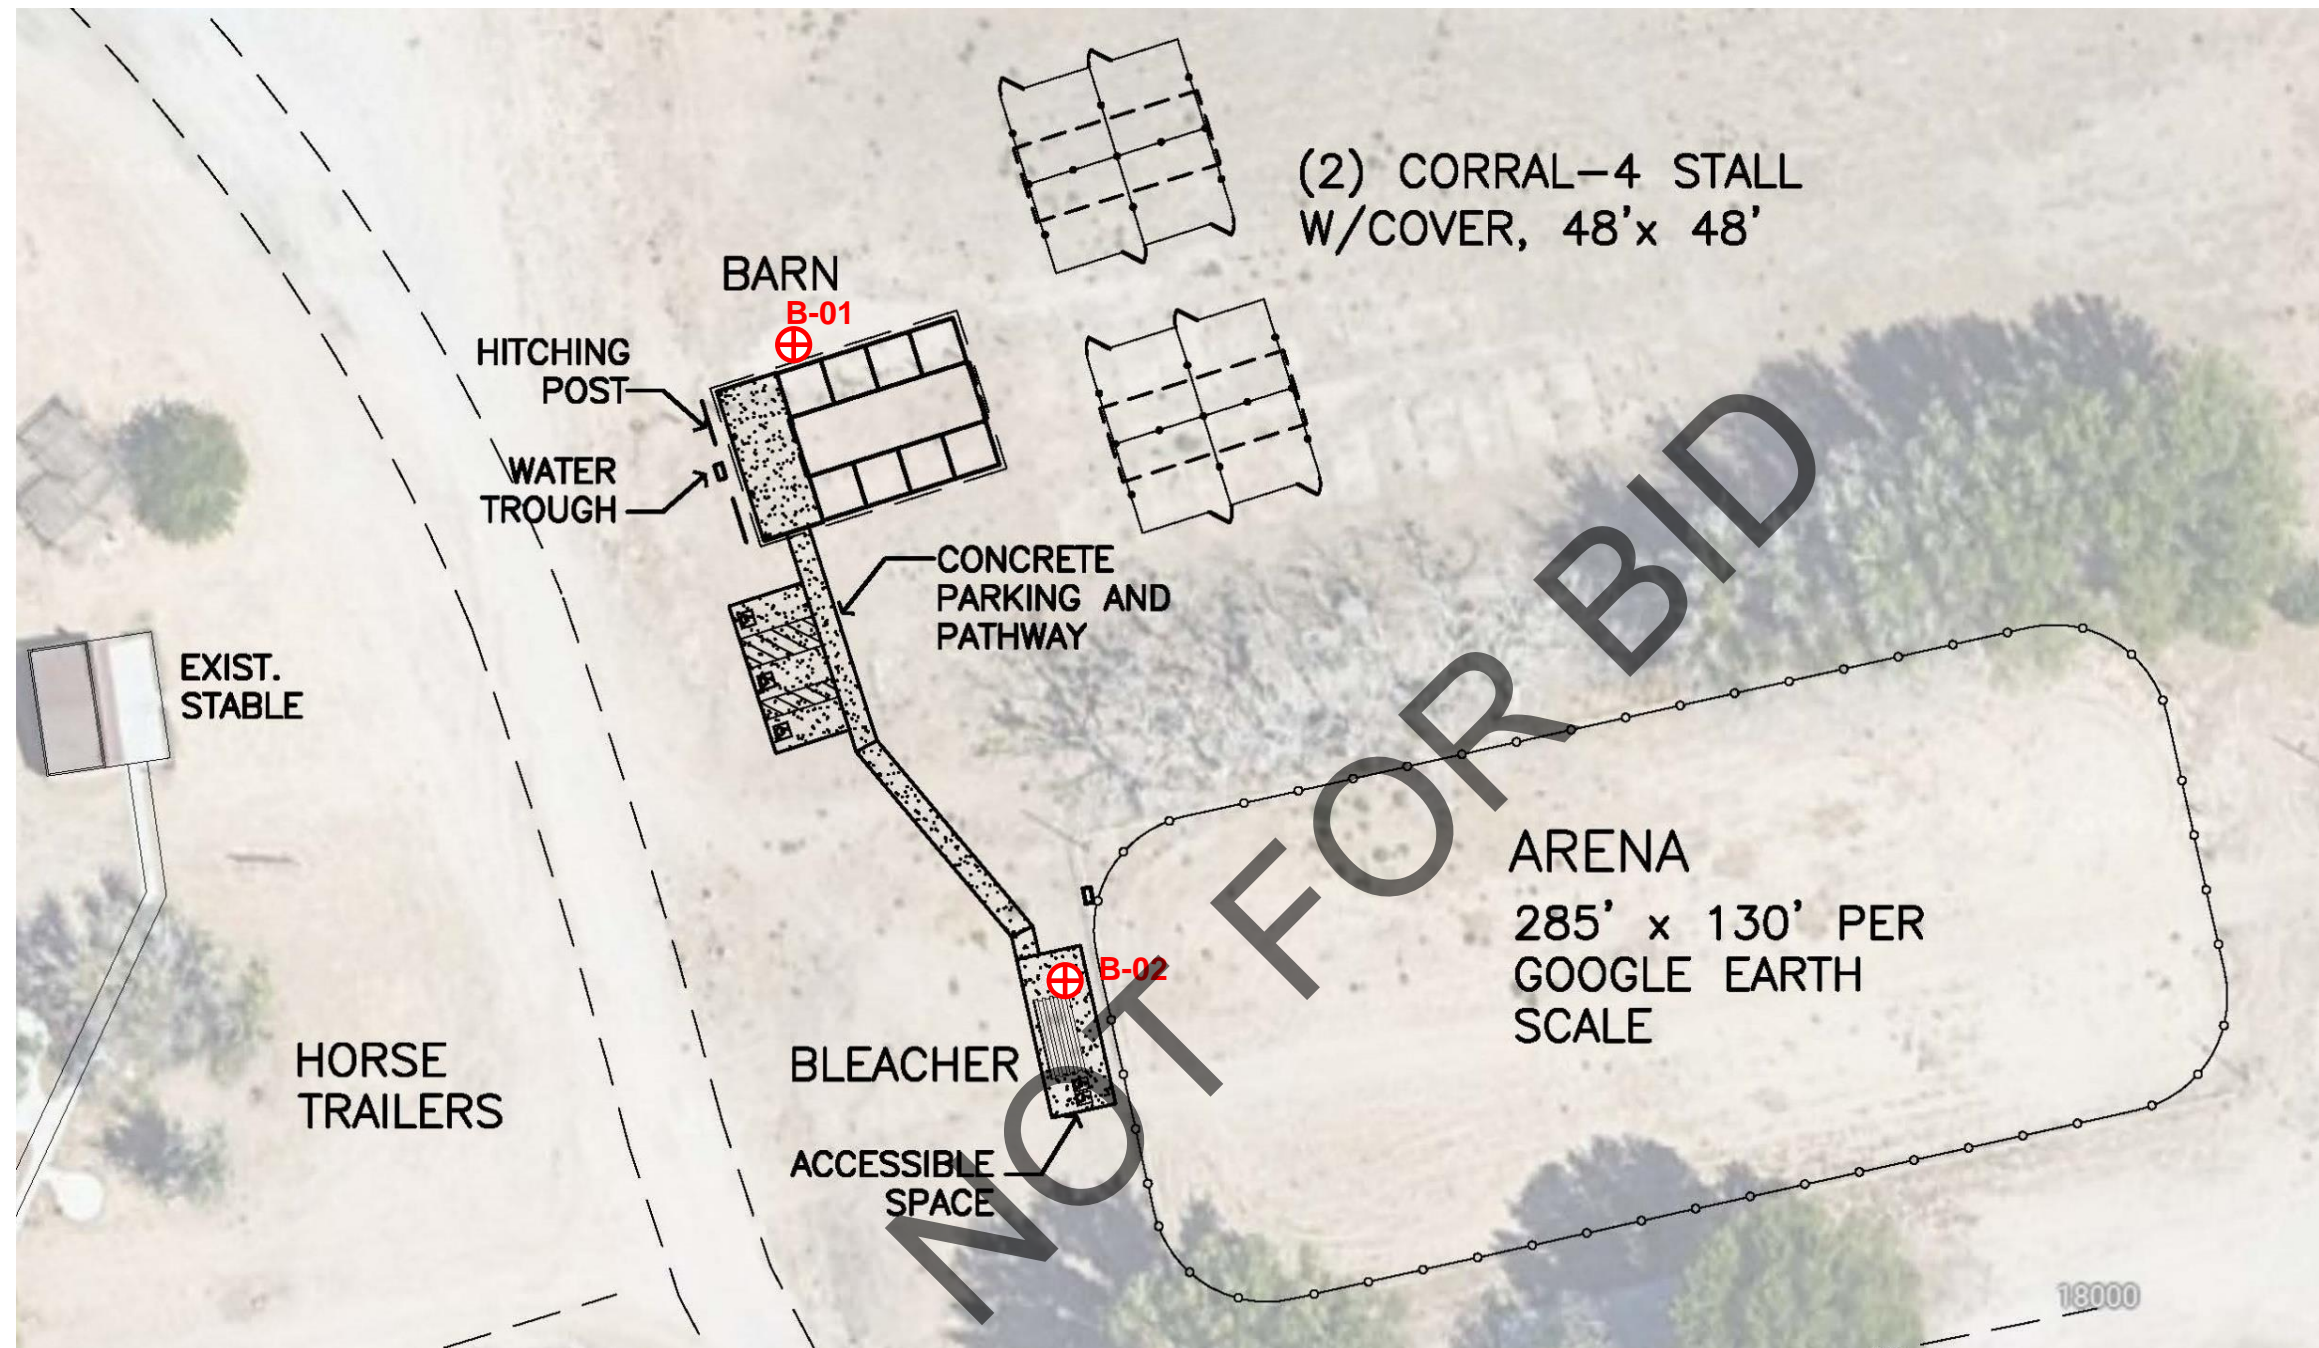 (2) CORRAL-4 STALL
W/COVER, 48'x 48'
BARN
B-01
HITCHING
POST
WATER
TROUGH
CONCRETE
PARKING AND
PATHWAY
EXIST.
STABLE
NOT FOR BID
ARENA
285' x 130' PER
GOOGLE EARTH
SCALE
B-02
BLEACHER
HORSE
TRAILERS
ACCESSIBLE
SPACE
18000